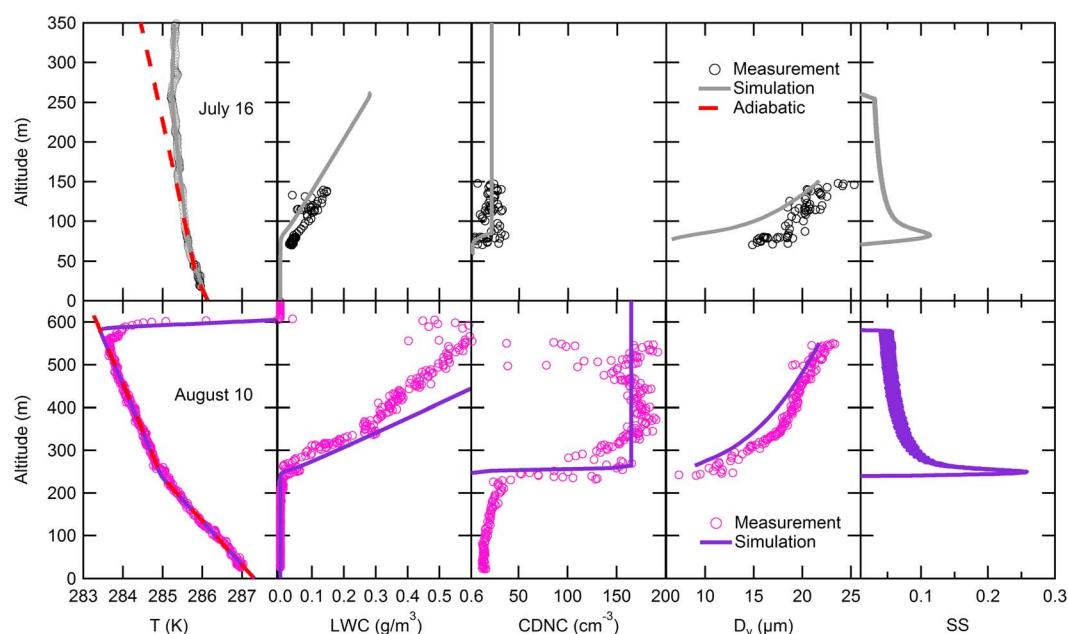 350
300
250
200
150
100
50
0
Altitude (m)
July 16
Measurement
Simulation
Adiabatic
600
500
400
300
200
100
0
Altitude (m)
August 10
Measurement
Simulation
283 284 285 286 287
0.0 0.1 0.2 0.3 0.4 0.5
60 100 150 200
10 15 20 25
0.0 0.1 0.2 0.3
T (K) LWC (g/m³) CDNC (cm⁻³) Dᵥ (µm) SS